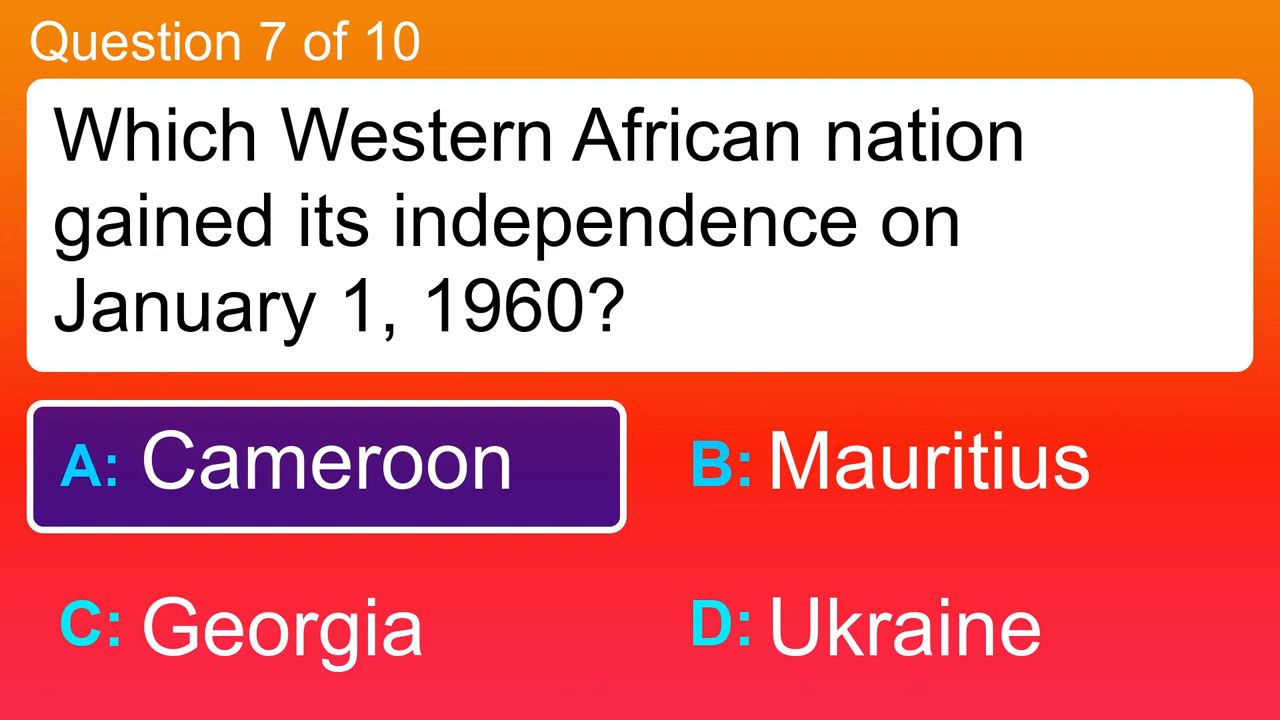 Question 7 of 10
Which Western African nation
gained its independence on
January 1, 1960?
A: Cameroon
B: Mauritius
C: Georgia
D: Ukraine